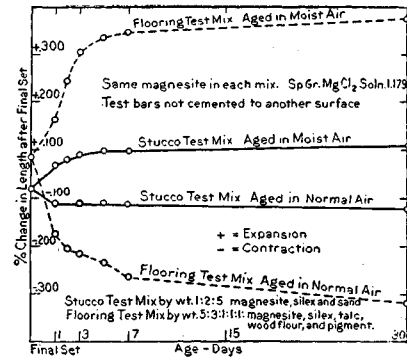 +.300
+.200
+.100
-.100
-.200
-.300
% Change in Length after Final Set
Flooring Test Mix Aged in Moist Air
Same magnesite in each mix. Sp.Gr. MgCl2 Soln. 1.179
Test bars not cemented to another surface
Stucco Test Mix Aged in Moist Air
Stucco Test Mix Aged in Normal Air
+ = Expansion
- = Contraction
Flooring Test Mix Aged in Normal Air
Stucco Test Mix by wt. 1:2:5 magnesite, silex and sand
Flooring Test Mix by wt. 5:3:1:1:1: magnesite, silex, talc,
wood flour, and pigment.
1 3 7 15 30
Final Set Age - Days